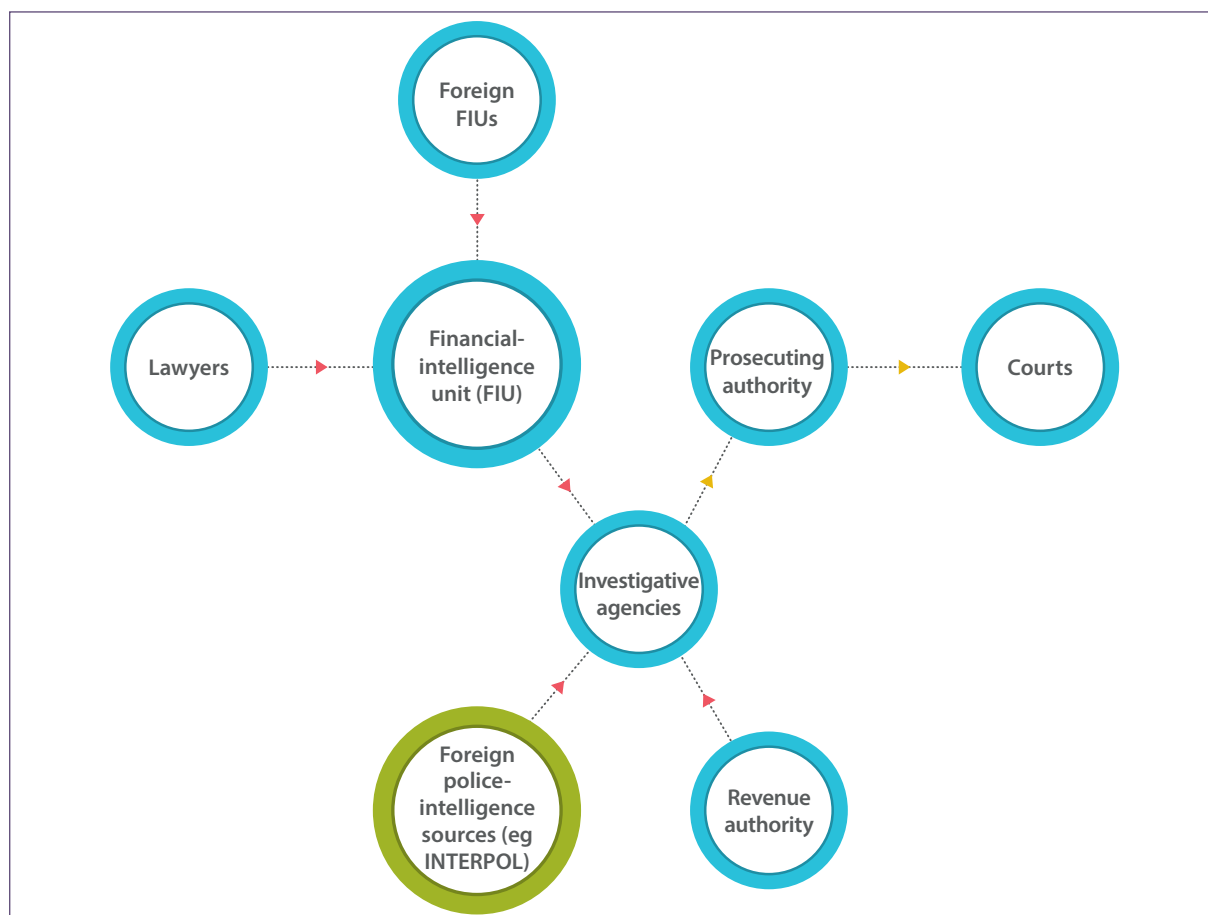 Foreign
FIUs
Lawyers
Financial-
intelligence
unit (FIU)
Prosecuting
authority
Courts
Investigative
agencies
Foreign
police-
intelligence
sources (eg
INTERPOL)
Revenue
authority